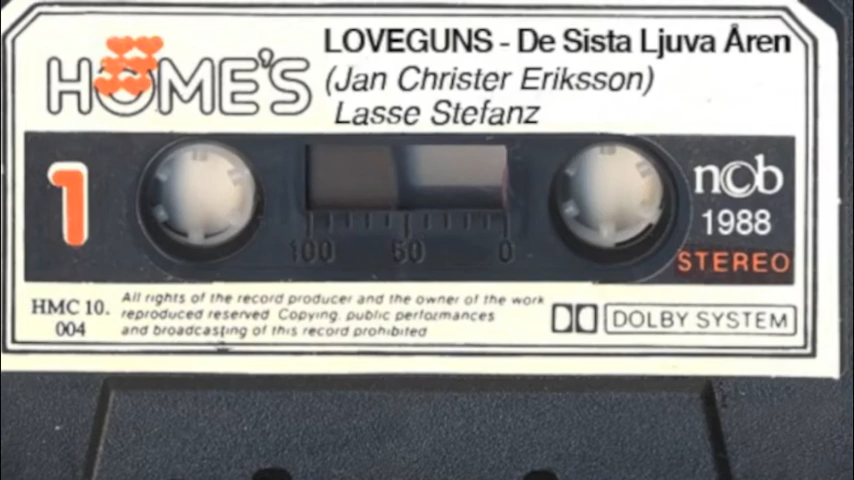 LOVEGUNS - De Sista Ljuva Åren
HOME'S
(Jan Christer Eriksson)
Lasse Stefanz
1
ncb
1988
100 50 0
STEREO
HMC 10.
004
All rights of the record producer and the owner of the work
reproduced reserved. Copying, public performances
and broadcasting of this record prohibited
DOLBY SYSTEM